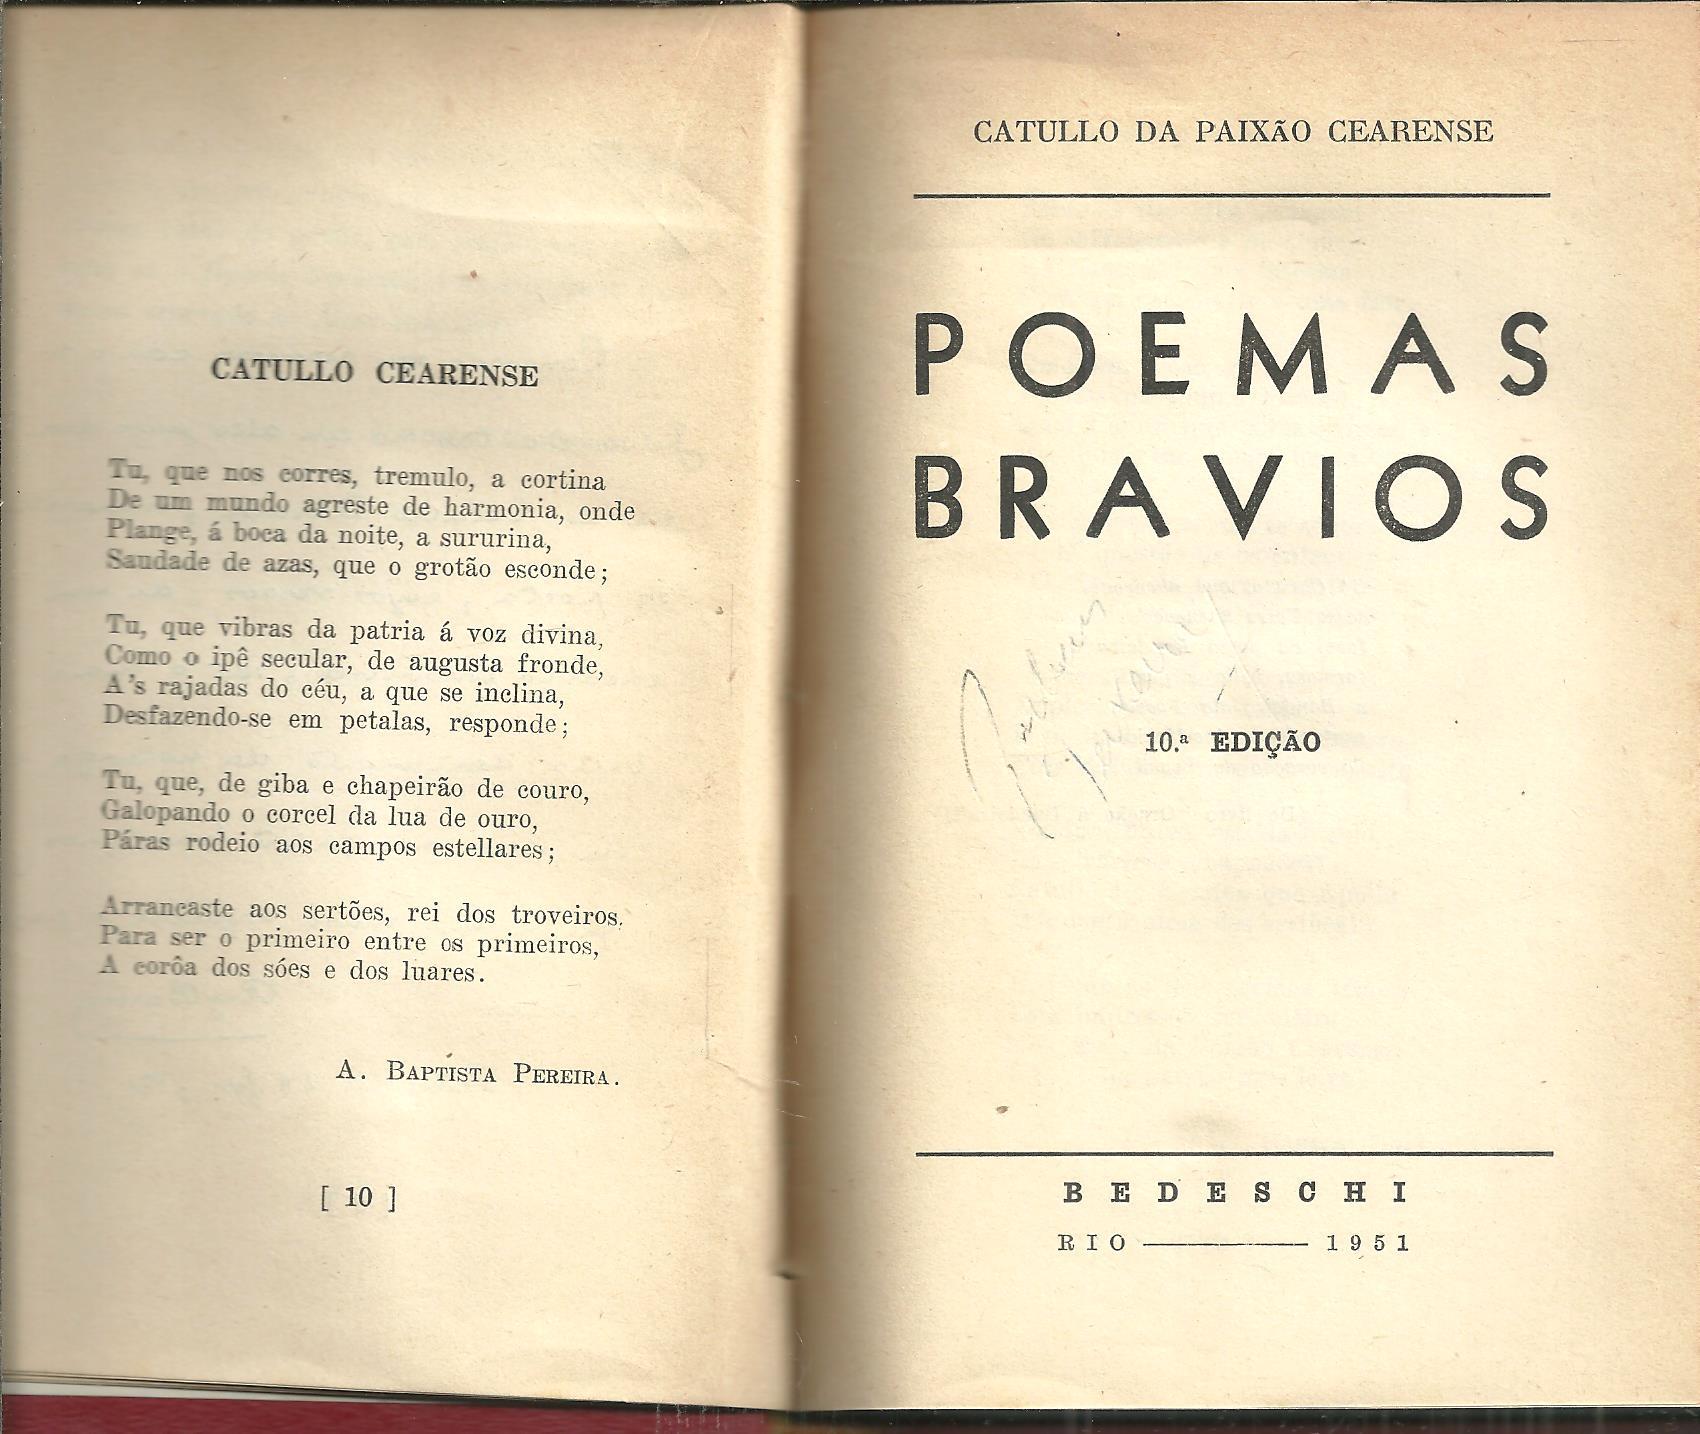 CATULLO CEARENSE
Tu, que nos corres, tremulo, a cortina
De um mundo agreste de harmonia, onde
Plange, á boca da noite, a sururina,
Saudade de azas, que o grotão esconde;
Tu, que vibras da patria á voz divina,
Como o ipê secular, de augusta fronde,
A's rajadas do céu, a que se inclina,
Desfazendo-se em petalas, responde;
Tu, que, de giba e chapeirão de couro,
Galopando o corcel da lua de ouro,
Páras rodeio aos campos estellares;
Arrancaste aos sertões, rei dos troveiros.
Para ser o primeiro entre os primeiros,
A corôa dos sóes e dos luares.
A. BAPTISTA PEREIRA.
[ 10 ]
CATULLO DA PAIXÃO CEARENSE
POEMAS
BRAVIOS
10.ª EDIÇÃO
BEDESCHI
RIO 1951